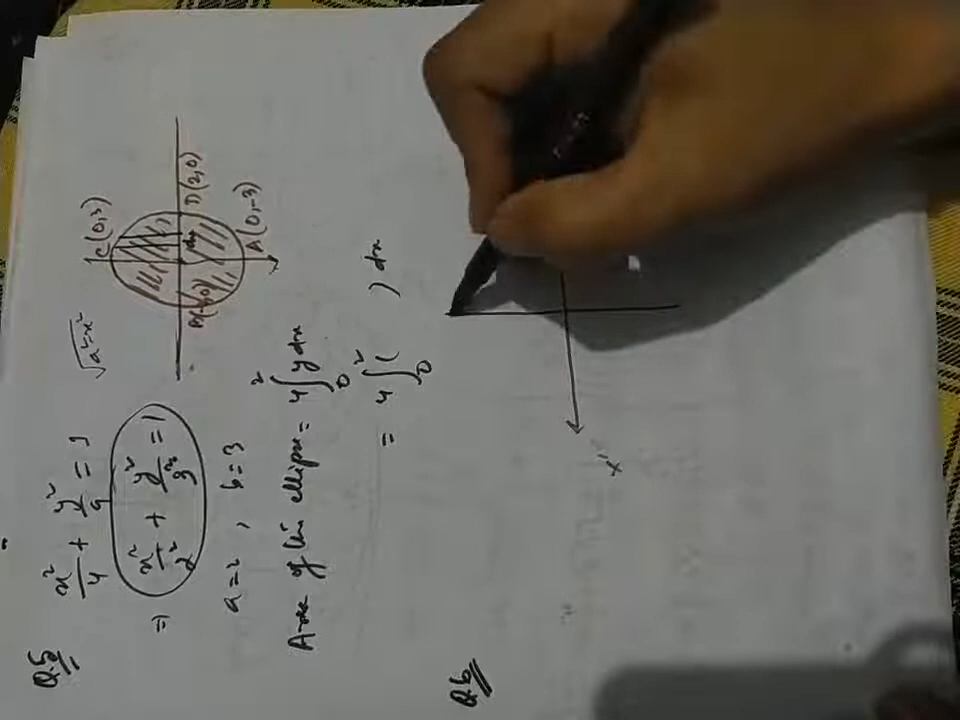 Q.5
x²/4 + y²/9 = 1
√a²-x²
⇒ x²/2² + y²/3² = 1
C(0,3)
B(-2,0)
dx
D(2,0)
A(0,-3)
a=2, b=3
Area of the ellipse = 4∫₀² y dx
= 4∫₀² ( ) dx
Q.6
x'